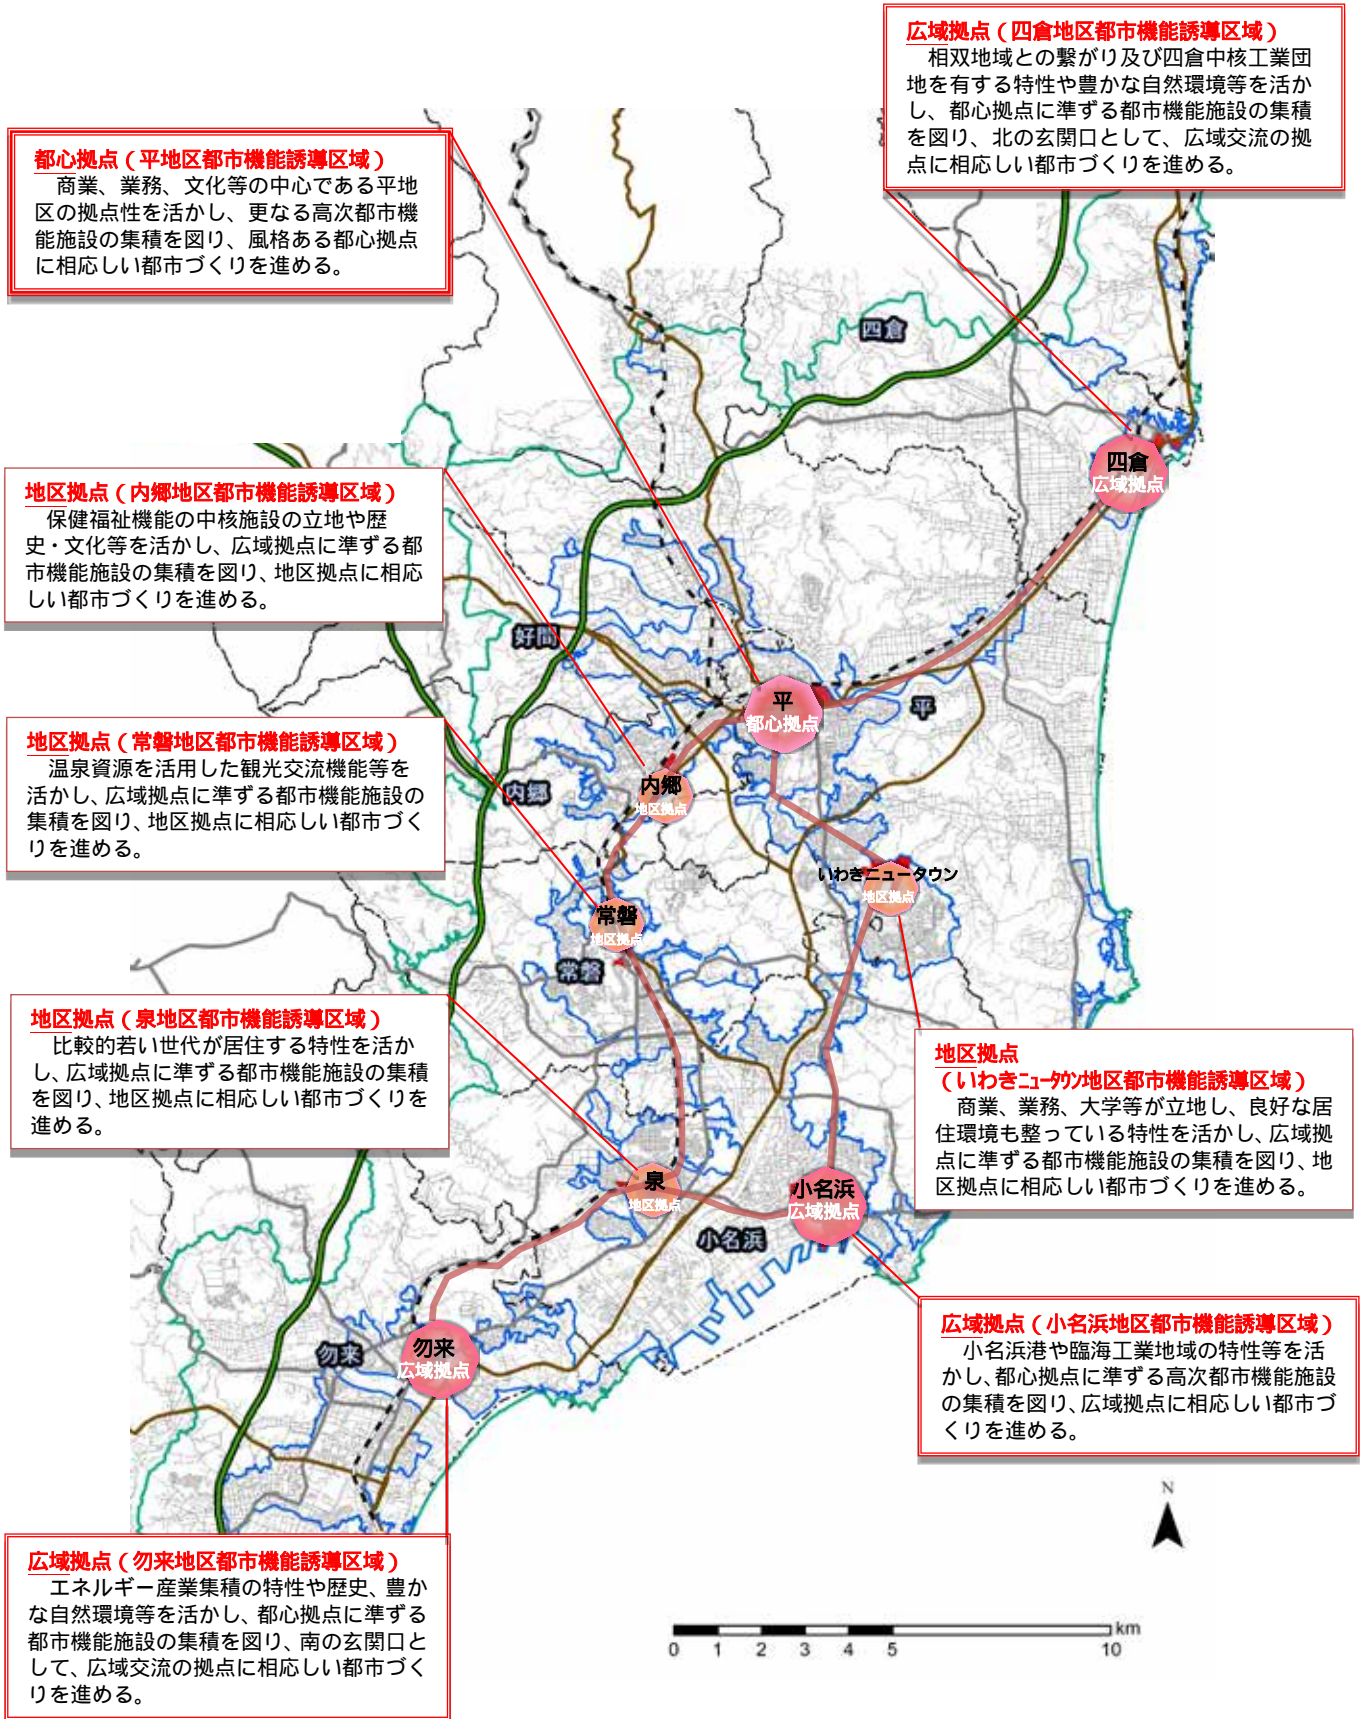 広域拠点（四倉地区都市機能誘導区域）
相双地域との繋がり及び四倉中核工業団
地を有する特性や豊かな自然環境等を活か
し、都心拠点に準ずる都市機能施設の集積
を図り、北の玄関口として、広域交流の拠
点に相応しい都市づくりを進める。
都心拠点（平地区都市機能誘導区域）
商業、業務、文化等の中心である平地
区の拠点性を活かし、更なる高次都市機
能施設の集積を図り、風格ある都心拠点
に相応しい都市づくりを進める。
四倉
四倉
広域拠点
地区拠点（内郷地区都市機能誘導区域）
保健福祉機能の中核施設の立地や歴
史・文化等を活かし、広域拠点に準ずる都
市機能施設の集積を図り、地区拠点に相応
しい都市づくりを進める。
好間
平
都心拠点
平
地区拠点（常磐地区都市機能誘導区域）
温泉資源を活用した観光交流機能等を
活かし、広域拠点に準ずる都市機能施設の
集積を図り、地区拠点に相応しい都市づく
りを進める。
内郷
内郷
地区拠点
いわきニュータウン
地区拠点
常磐
地区拠点
常磐
地区拠点（泉地区都市機能誘導区域）
比較的若い世代が居住する特性を活か
し、広域拠点に準ずる都市機能施設の集積
を図り、地区拠点に相応しい都市づくりを
進める。
地区拠点
（いわきニュータウン地区都市機能誘導区域）
商業、業務、大学等が立地し、良好な居
住環境も整っている特性を活かし、広域拠
点に準ずる都市機能施設の集積を図り、地
区拠点に相応しい都市づくりを進める。
泉
地区拠点
小名浜
広域拠点
小名浜
広域拠点（小名浜地区都市機能誘導区域）
小名浜港や臨海工業地域の特性等を活
かし、都心拠点に準ずる高次都市機能施設
の集積を図り、広域拠点に相応しい都市づ
くりを進める。
勿来
勿来
広域拠点
広域拠点（勿来地区都市機能誘導区域）
エネルギー産業集積の特性や歴史、豊か
な自然環境等を活かし、都心拠点に準ずる
都市機能施設の集積を図り、南の玄関口と
して、広域交流の拠点に相応しい都市づく
りを進める。
N
km
0 1 2 3 4 5 10